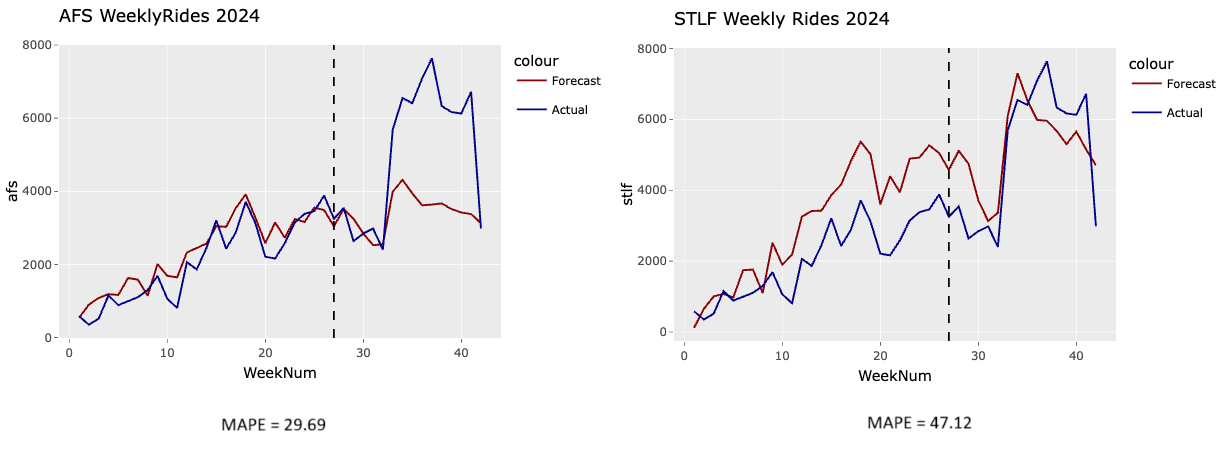 AFS WeeklyRides 2024
8000
6000
4000
2000
0
afs
0 10 20 30 40
WeekNum
colour
Forecast
Actual
MAPE = 29.69
STLF Weekly Rides 2024
8000
6000
4000
2000
0
stlf
0 10 20 30 40
WeekNum
colour
Forecast
Actual
MAPE = 47.12